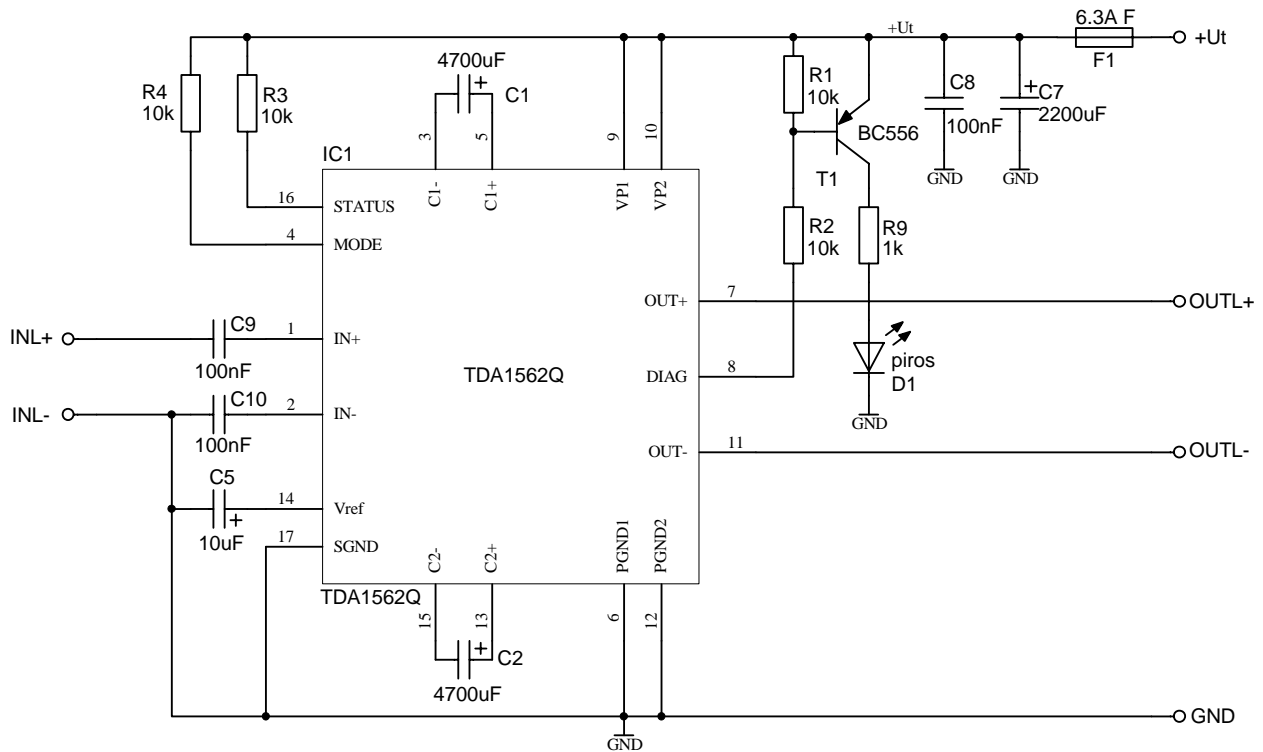 6.3A F
+Ut
+Ut
F1
4700uF
+
C1
R4
10k
R3
10k
R1
10k
C8
100nF
+
C7
2200uF
BC556
T1
GND
GND
3
5
9
10
IC1
C1-
C1+
VP1
VP2
16
STATUS
4
MODE
R2
10k
R9
1k
OUT+
7
OUTL+
INL+
C9
1
IN+
100nF
TDA1562Q
DIAG
8
piros
D1
GND
INL-
C10
2
IN-
100nF
OUT-
11
OUTL-
C5
14
Vref
+
10uF
17
SGND
C2-
C2+
PGND1
PGND2
TDA1562Q
15
13
6
12
+
C2
4700uF
GND
GND